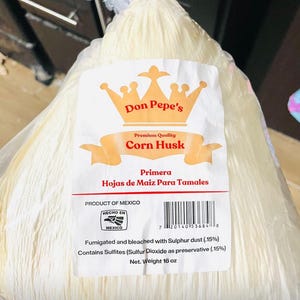 Don Pepe's
Premium Quality
Corn Husk
Primera
Hojas de Maiz Para Tamales
PRODUCT OF MEXICO
HECHO EN
MEXICO
Fumigated and bleached with Sulphur dust (.15%)
Contains Sulfites (Sulfur Dioxide as preservative (.15%)
Net. Weight 16 oz